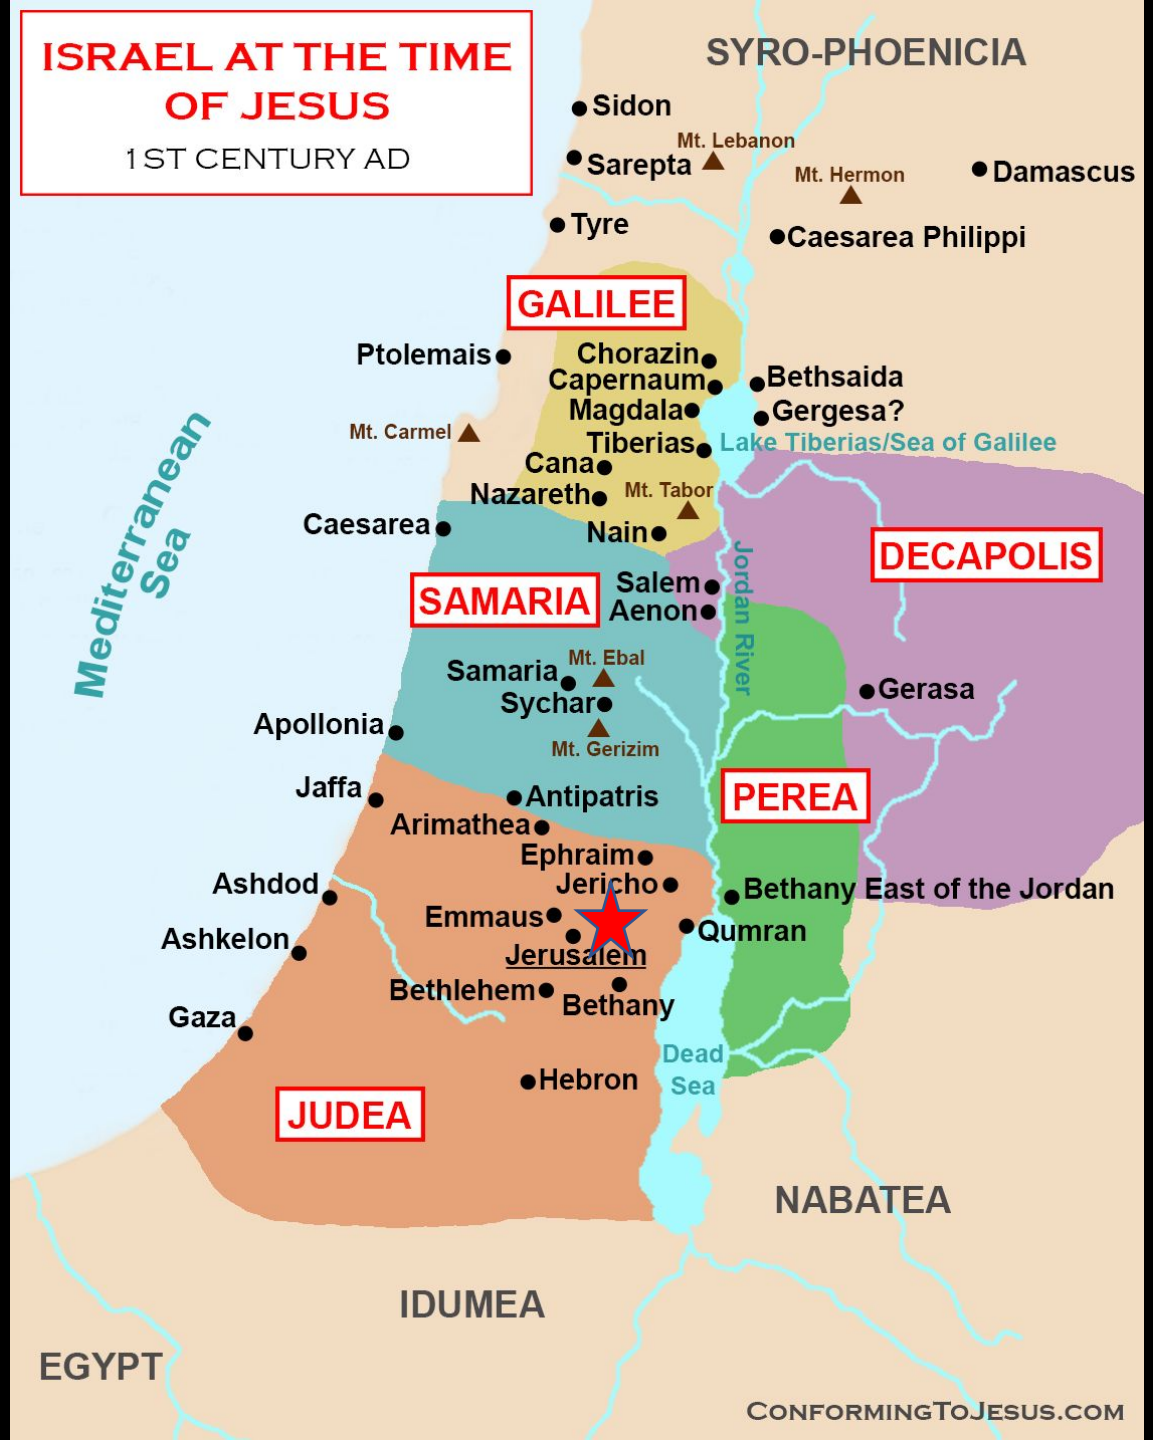 ISRAEL AT THE TIME
OF JESUS
1ST CENTURY AD
SYRO-PHOENICIA
Sidon
Mt. Lebanon
Sarepta
Mt. Hermon
Damascus
Tyre
Caesarea Philippi
GALILEE
Ptolemais
Chorazin
Capernaum
Bethsaida
Magdala
Gergesa?
Mt. Carmel
Tiberias
Lake Tiberias/Sea of Galilee
Cana
Nazareth
Mt. Tabor
Caesarea
Nain
Mediterranean
Sea
DECAPOLIS
Jordan River
SAMARIA
Salem
Aenon
Mt. Ebal
Samaria
Sychar
Gerasa
Apollonia
Mt. Gerizim
Jaffa
Antipatris
PEREA
Arimathea
Ephraim
Jericho
Ashdod
Bethany East of the Jordan
Emmaus
Qumran
Ashkelon
Jerusalem
Bethlehem
Bethany
Gaza
Dead
Sea
Hebron
JUDEA
NABATEA
IDUMEA
EGYPT
CONFORMINGTOJESUS.COM